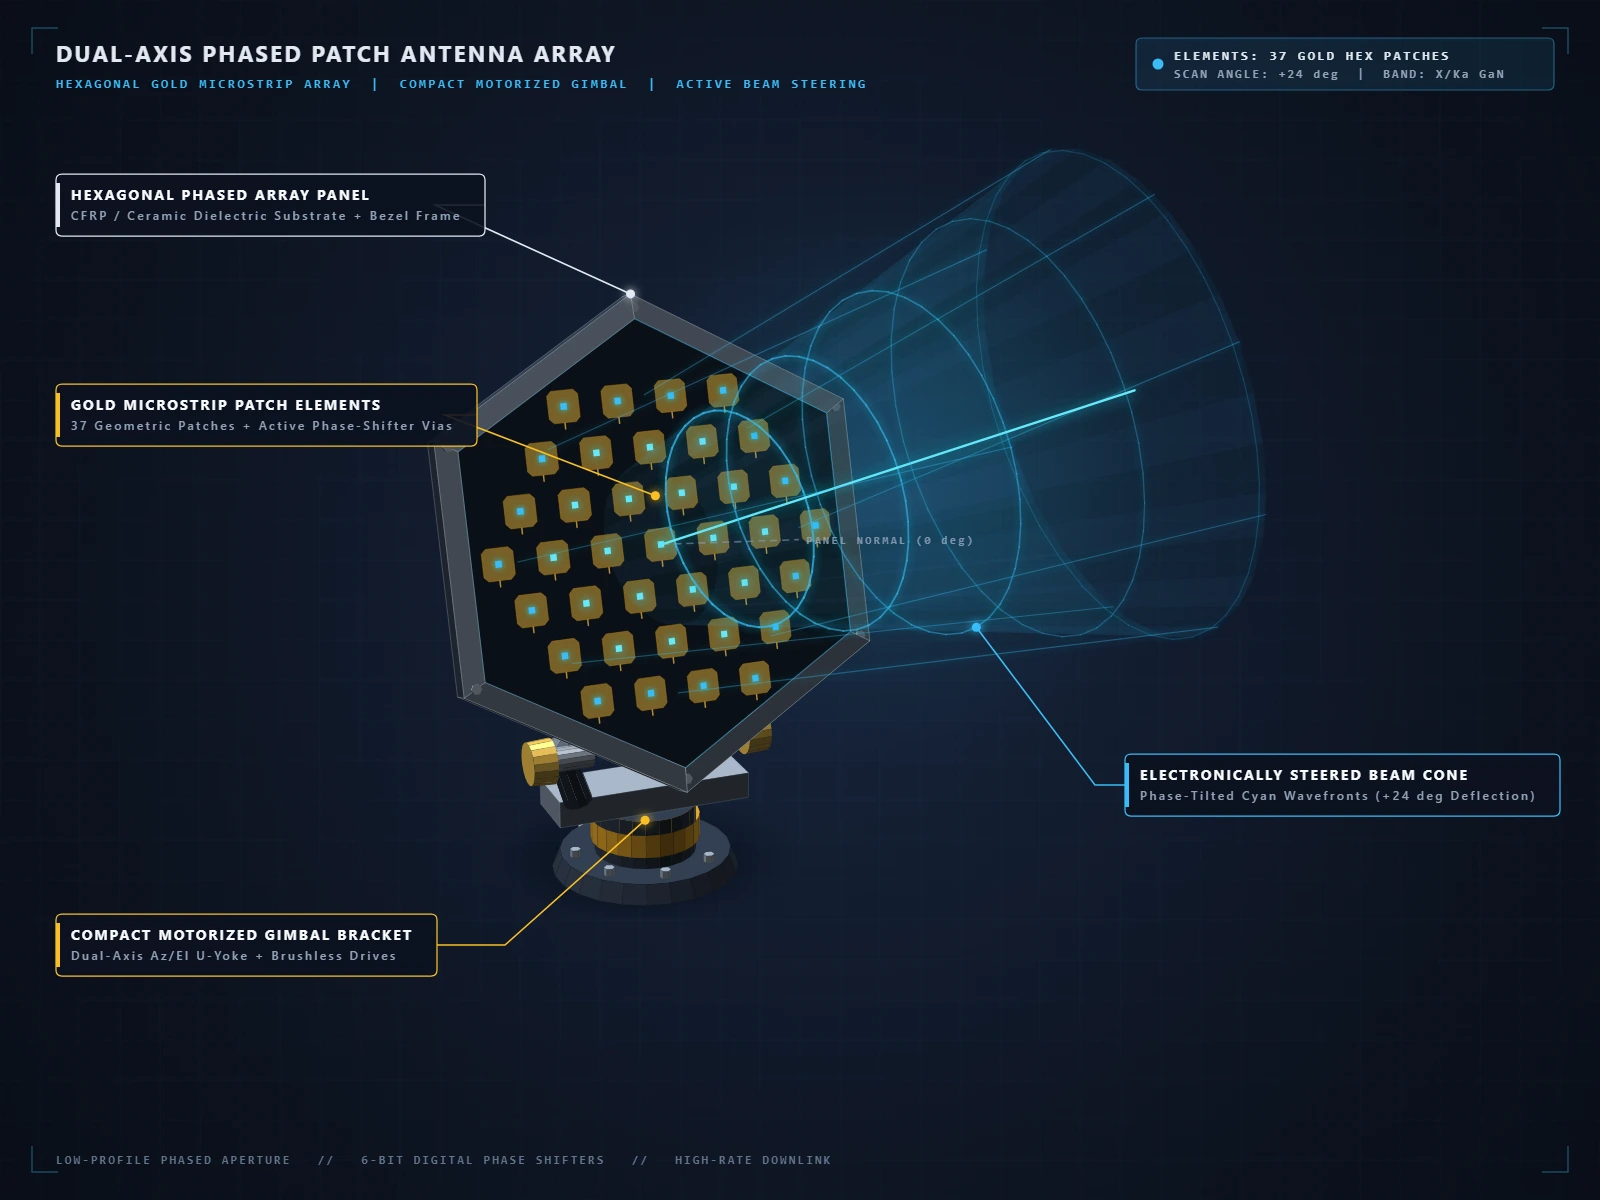 DUAL-AXIS PHASED PATCH ANTENNA ARRAY
HEXAGONAL GOLD MICROSTRIP ARRAY | COMPACT MOTORIZED GIMBAL | ACTIVE BEAM STEERING
ELEMENTS: 37 GOLD HEX PATCHES
SCAN ANGLE: +24 deg | BAND: X/Ka GaN
HEXAGONAL PHASED ARRAY PANEL
CFRP / Ceramic Dielectric Substrate + Bezel Frame
GOLD MICROSTRIP PATCH ELEMENTS
37 Geometric Patches + Active Phase-Shifter Vias
PANEL NORMAL (0 deg)
ELECTRONICALLY STEERED BEAM CONE
Phase-Tilted Cyan Wavefronts (+24 deg Deflection)
COMPACT MOTORIZED GIMBAL BRACKET
Dual-Axis Az/El U-Yoke + Brushless Drives
LOW-PROFILE PHASED APERTURE // 6-BIT DIGITAL PHASE SHIFTERS // HIGH-RATE DOWNLINK